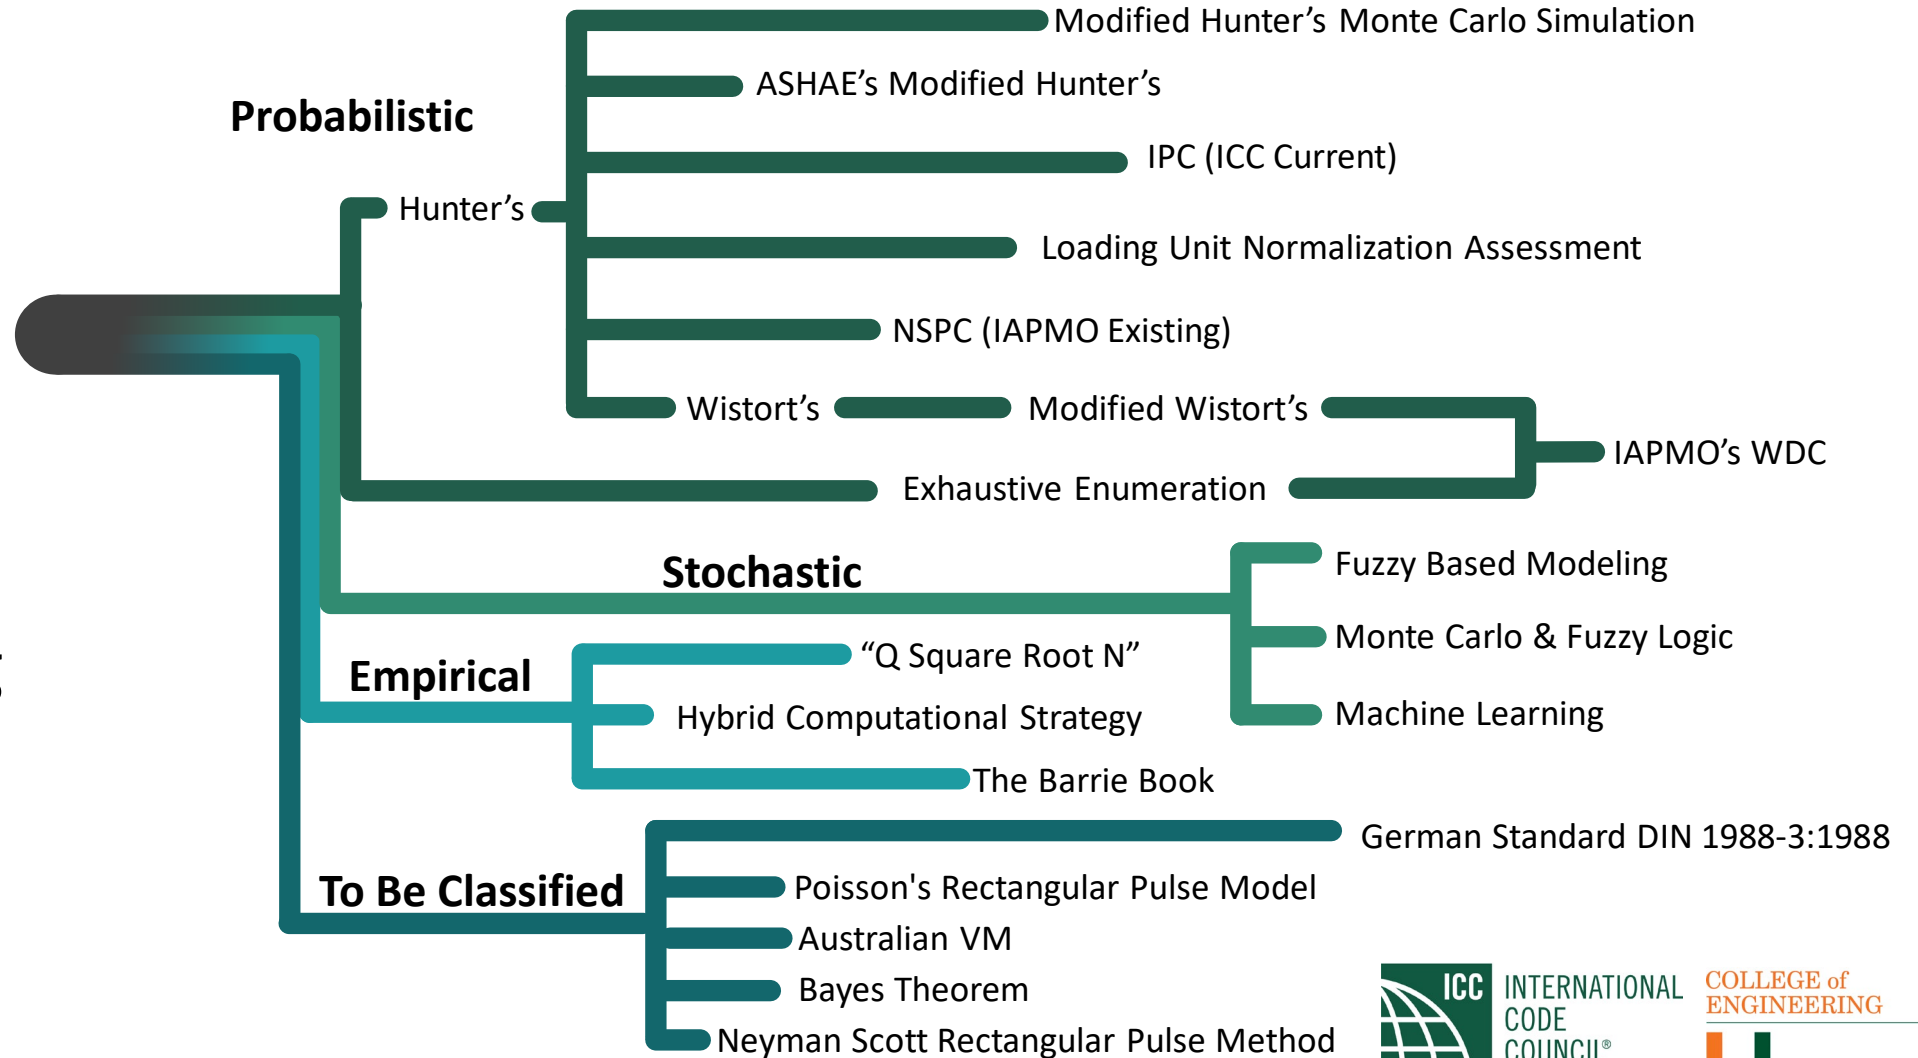 Modified Hunter’s Monte Carlo Simulation
ASHAE’s Modified Hunter’s
Probabilistic
IPC (ICC Current)
Hunter’s
Loading Unit Normalization Assessment
NSPC (IAPMO Existing)
Wistort’s
Modified Wistort’s
IAPMO’s WDC
Exhaustive Enumeration
Stochastic
Fuzzy Based Modeling
Monte Carlo & Fuzzy Logic
Machine Learning
Empirical
“Q Square Root N”
Hybrid Computational Strategy
The Barrie Book
To Be Classified
German Standard DIN 1988-3:1988
Poisson's Rectangular Pulse Model
Australian VM
Bayes Theorem
Neyman Scott Rectangular Pulse Method
ICC
INTERNATIONAL
CODE
COUNCIL®
COLLEGE of
ENGINEERING